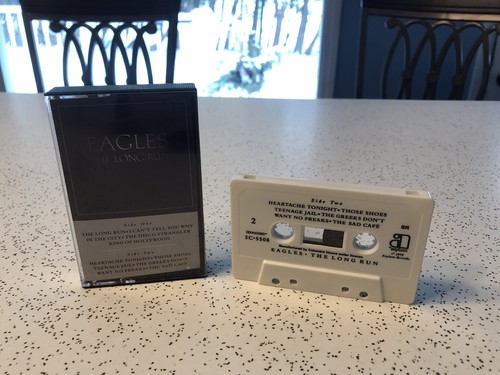 EAGLES
THE LONG RUN
Side One
THE LONG RUN•I CAN'T TELL YOU WHY
IN THE CITY•THE DISCO STRANGLER
KING OF HOLLYWOOD
Side Two
HEARTACHE TONIGHT•THOSE SHOES
TEENAGE JAIL•THE GREEKS DON'T
WANT NO FREAKS•THE SAD CAFÉ
Side Two
HEARTACHE TONIGHT•THOSE SHOES
TEENAGE JAIL•THE GREEKS DON'T
WANT NO FREAKS•THE SAD CAFÉ
2
5C-5508
EAGLES • THE LONG RUN